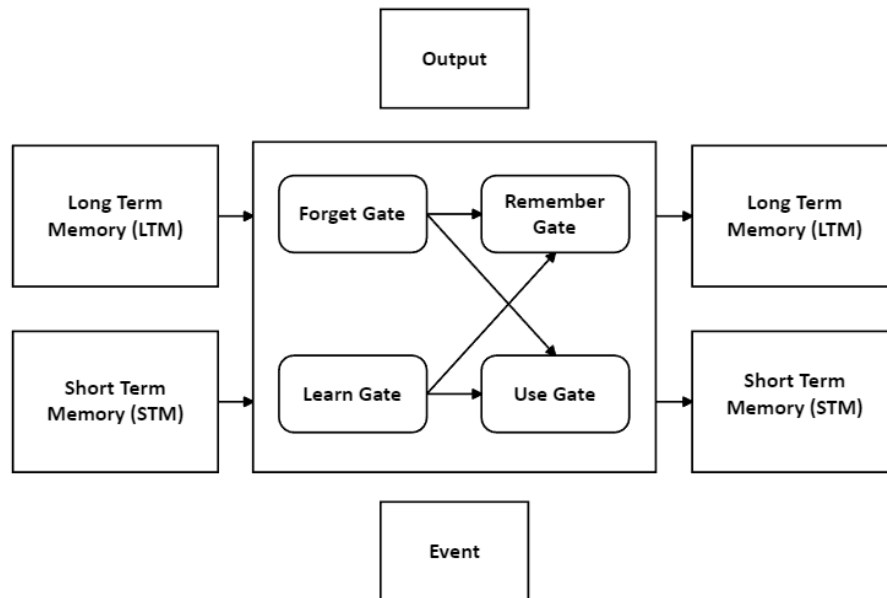 Output
Long Term
Memory (LTM)
Forget Gate
Remember
Gate
Long Term
Memory (LTM)
Short Term
Memory (STM)
Learn Gate
Use Gate
Short Term
Memory (STM)
Event